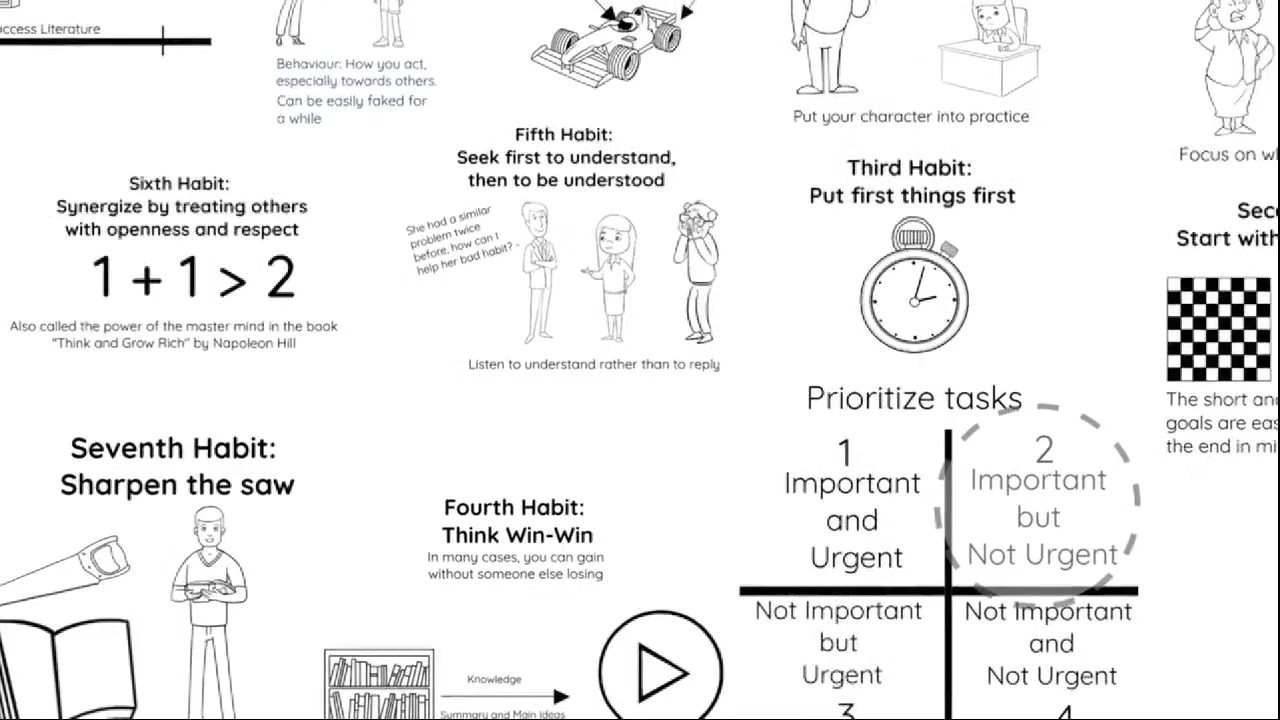 uccess Literature
Behaviour: How you act,
especially towards others.
Can be easily faked for
a while
Put your character into practice
Focus on
Fifth Habit:
Seek first to understand,
then to be understood
She had a similar
problem twice
before, how can I
help her bad habit? -
Listen to understand rather than to reply
Third Habit:
Put first things first
Sec
Start with
The short an
goals are eas
the end in mi
Sixth Habit:
Synergize by treating others
with openness and respect
1 + 1 > 2
Also called the power of the master mind in the book
"Think and Grow Rich" by Napoleon Hill
Prioritize tasks
1
Important
and
Urgent
2
Important
but
Not Urgent
Not Important
but
Urgent
3
Not Important
and
Not Urgent
4
Seventh Habit:
Sharpen the saw
Fourth Habit:
Think Win-Win
In many cases, you can gain
without someone else losing
Knowledge
Summary and Main Ideas